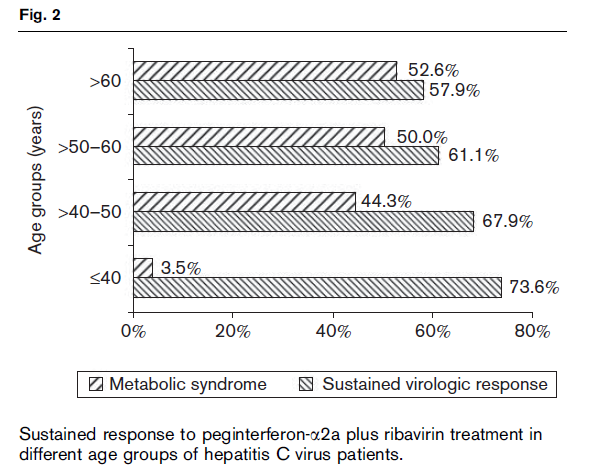 Fig. 2
Age groups (years)
>60
52.6%
57.9%
>50–60
50.0%
61.1%
>40–50
44.3%
67.9%
≤40
3.5%
73.6%
0% 20% 40% 60% 80%
Metabolic syndrome Sustained virologic response
Sustained response to peginterferon-α2a plus ribavirin treatment in
different age groups of hepatitis C virus patients.